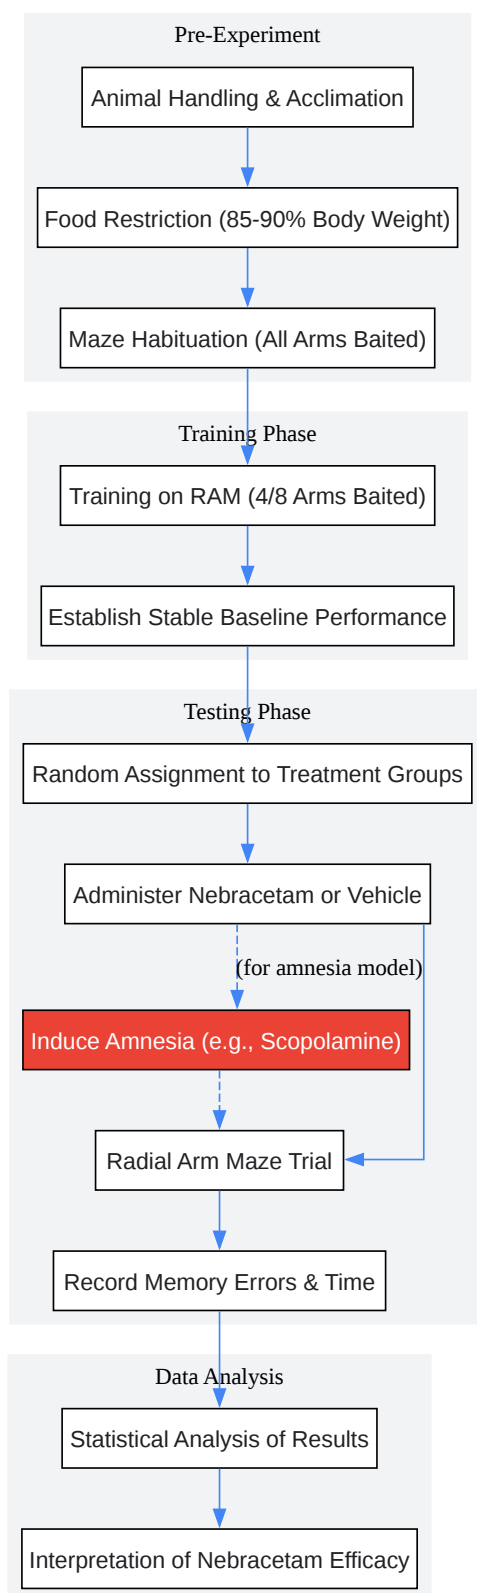 Pre-Experiment
Animal Handling & Acclimation
Food Restriction (85-90% Body Weight)
Maze Habituation (All Arms Baited)
Training Phase
Training on RAM (4/8 Arms Baited)
Establish Stable Baseline Performance
Testing Phase
Random Assignment to Treatment Groups
Administer Nebracetam or Vehicle
(for amnesia model)
Induce Amnesia (e.g., Scopolamine)
Radial Arm Maze Trial
Record Memory Errors & Time
Data Analysis
Statistical Analysis of Results
Interpretation of Nebracetam Efficacy